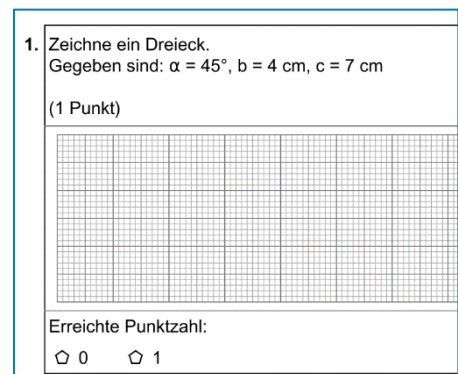 1. Zeichne ein Dreieck.
Gegeben sind: α = 45°, b = 4 cm, c = 7 cm
(1 Punkt)
Erreichte Punktzahl:
0 1